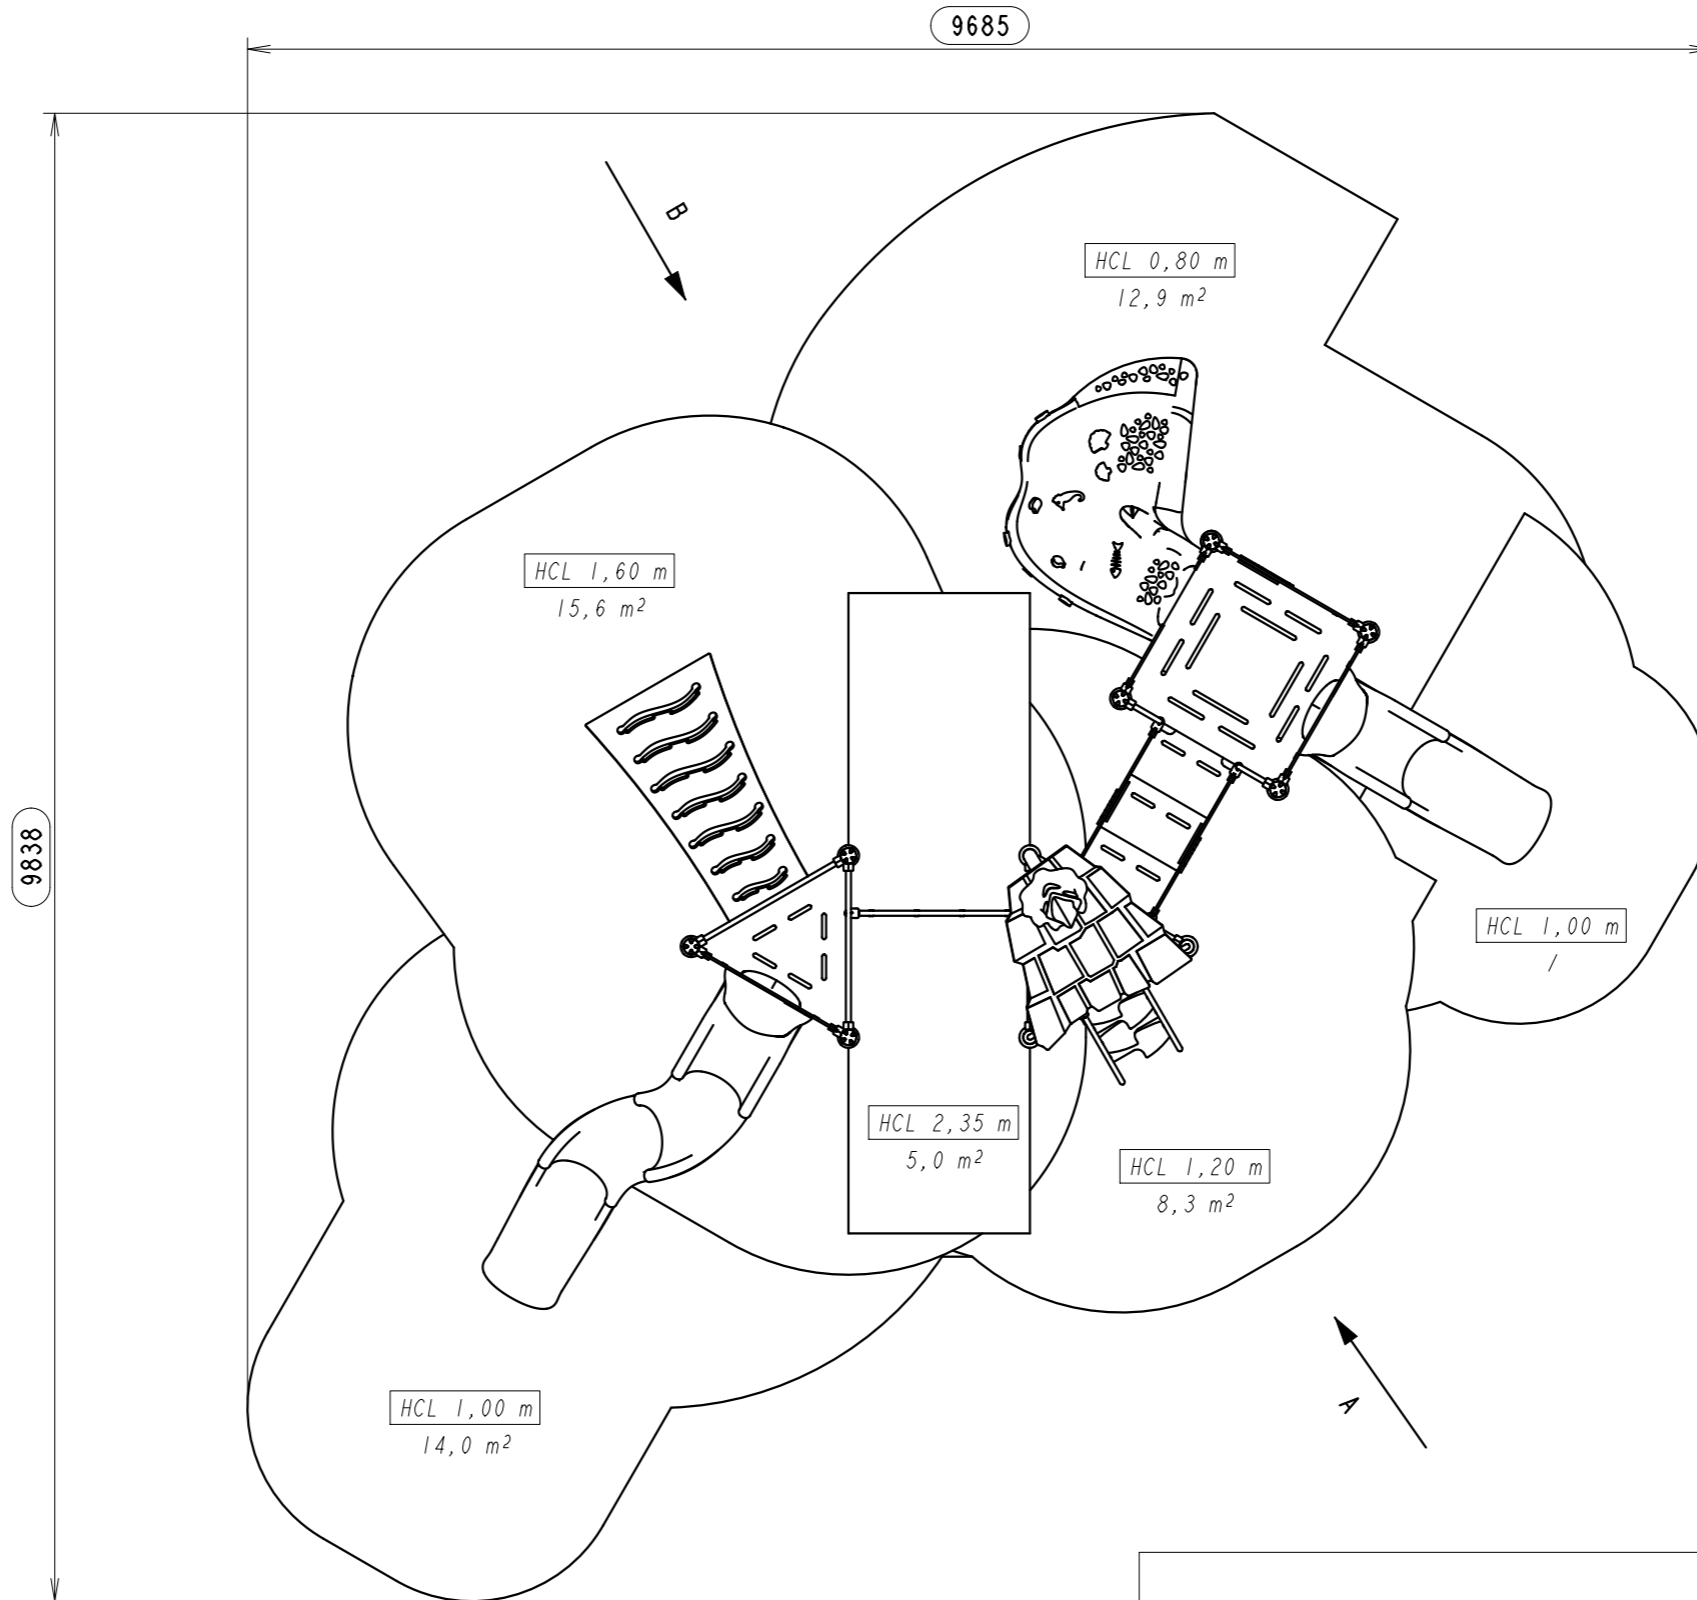 9685
B
HCL 0,80 m
12,9 m²
HCL 1,60 m
15,6 m²
9838
HCL 1,00 m
/
HCL 2,35 m
5,0 m²
HCL 1,20 m
8,3 m²
HCL 1,00 m
14,0 m²
A